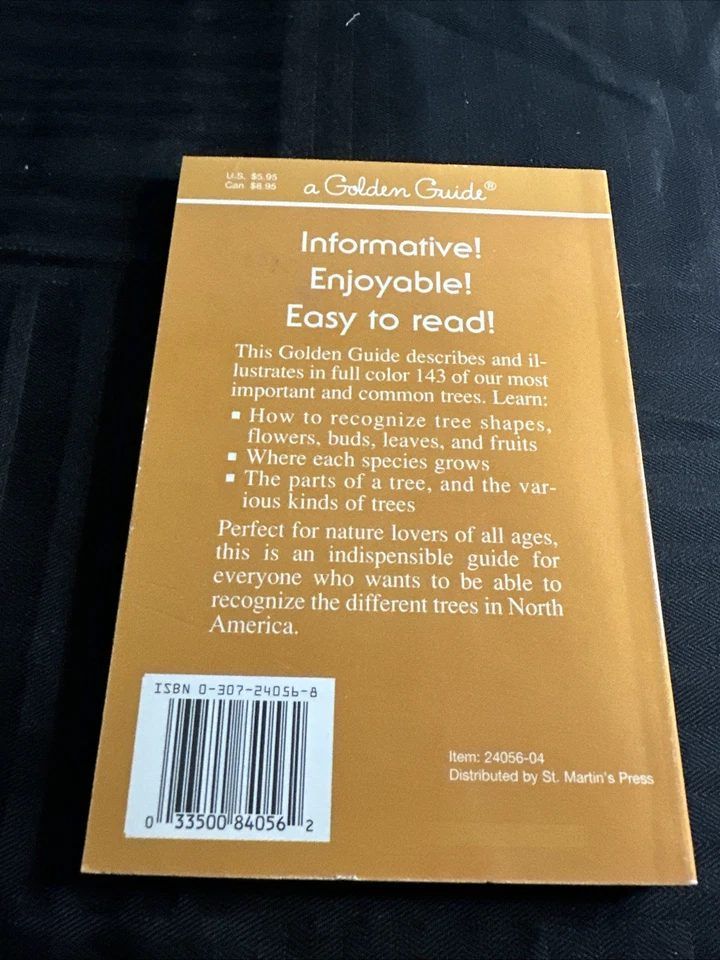 U.S. $5.95
Can. $8.95
a Golden Guide®
Informative!
Enjoyable!
Easy to read!
This Golden Guide describes and il-
lustrates in full color 143 of our most
important and common trees. Learn:
▪ How to recognize tree shapes,
flowers, buds, leaves, and fruits
▪ Where each species grows
▪ The parts of a tree, and the var-
ious kinds of trees
Perfect for nature lovers of all ages,
this is an indispensible guide for
everyone who wants to be able to
recognize the different trees in North
America.
ISBN 0-307-24056-8
0 33500 84056 2
Item: 24056-04
Distributed by St. Martin's Press